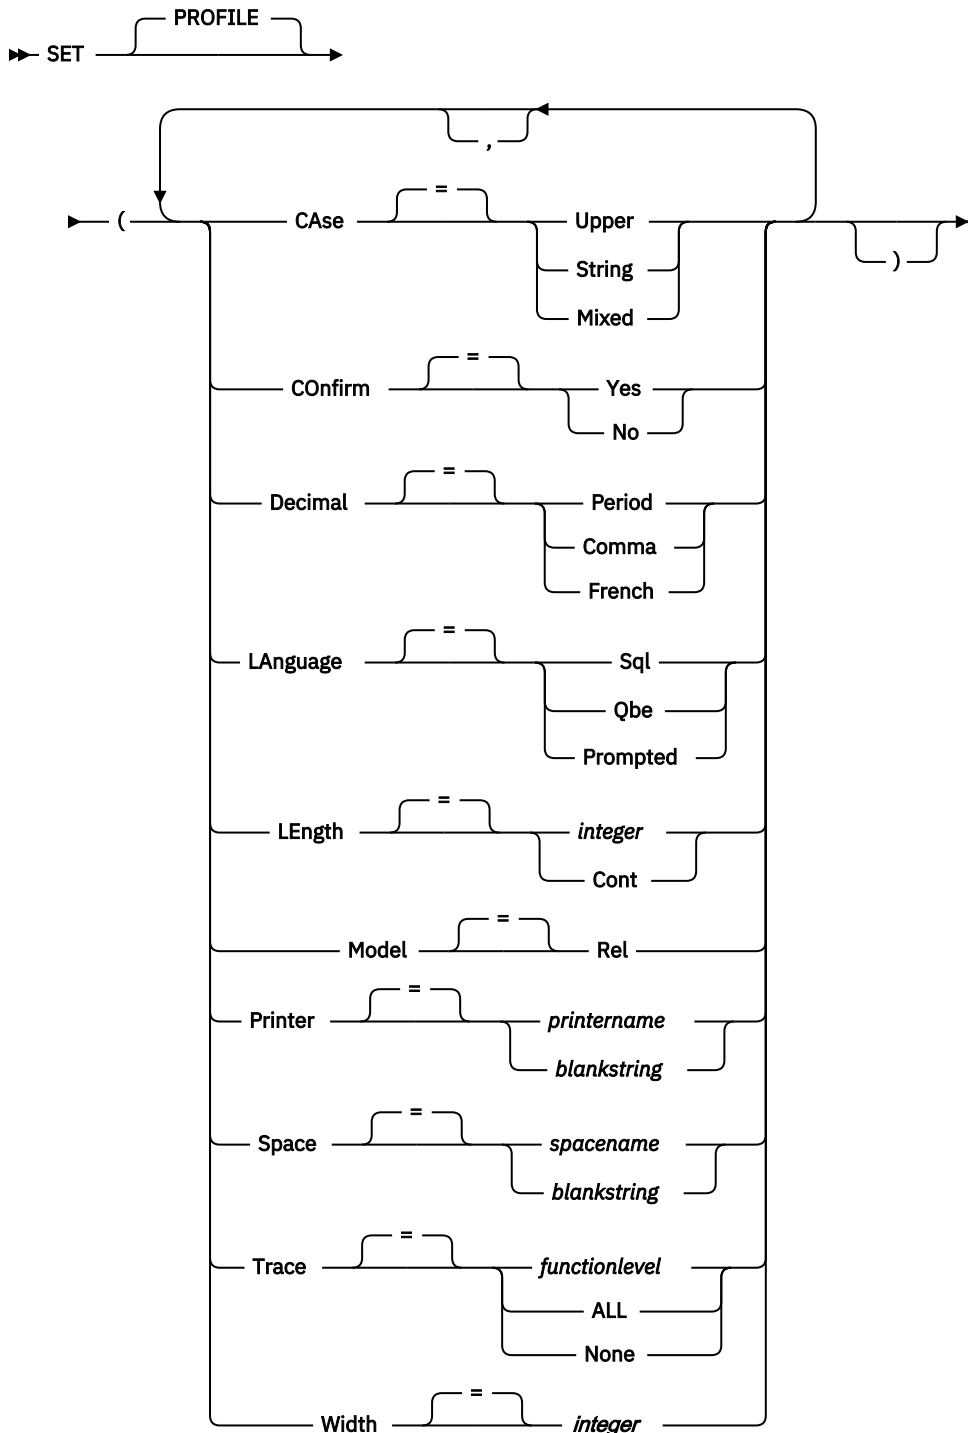 PROFILE
SET
,
=
( CAse Upper
String )
Mixed
=
COnfirm Yes
No
=
Decimal Period
Comma
French
=
LAnguage Sql
Qbe
Prompted
=
LEngth integer
Cont
=
Model Rel
=
Printer printername
blankstring
=
Space spacename
blankstring
=
Trace functionlevel
ALL
None
=
Width integer